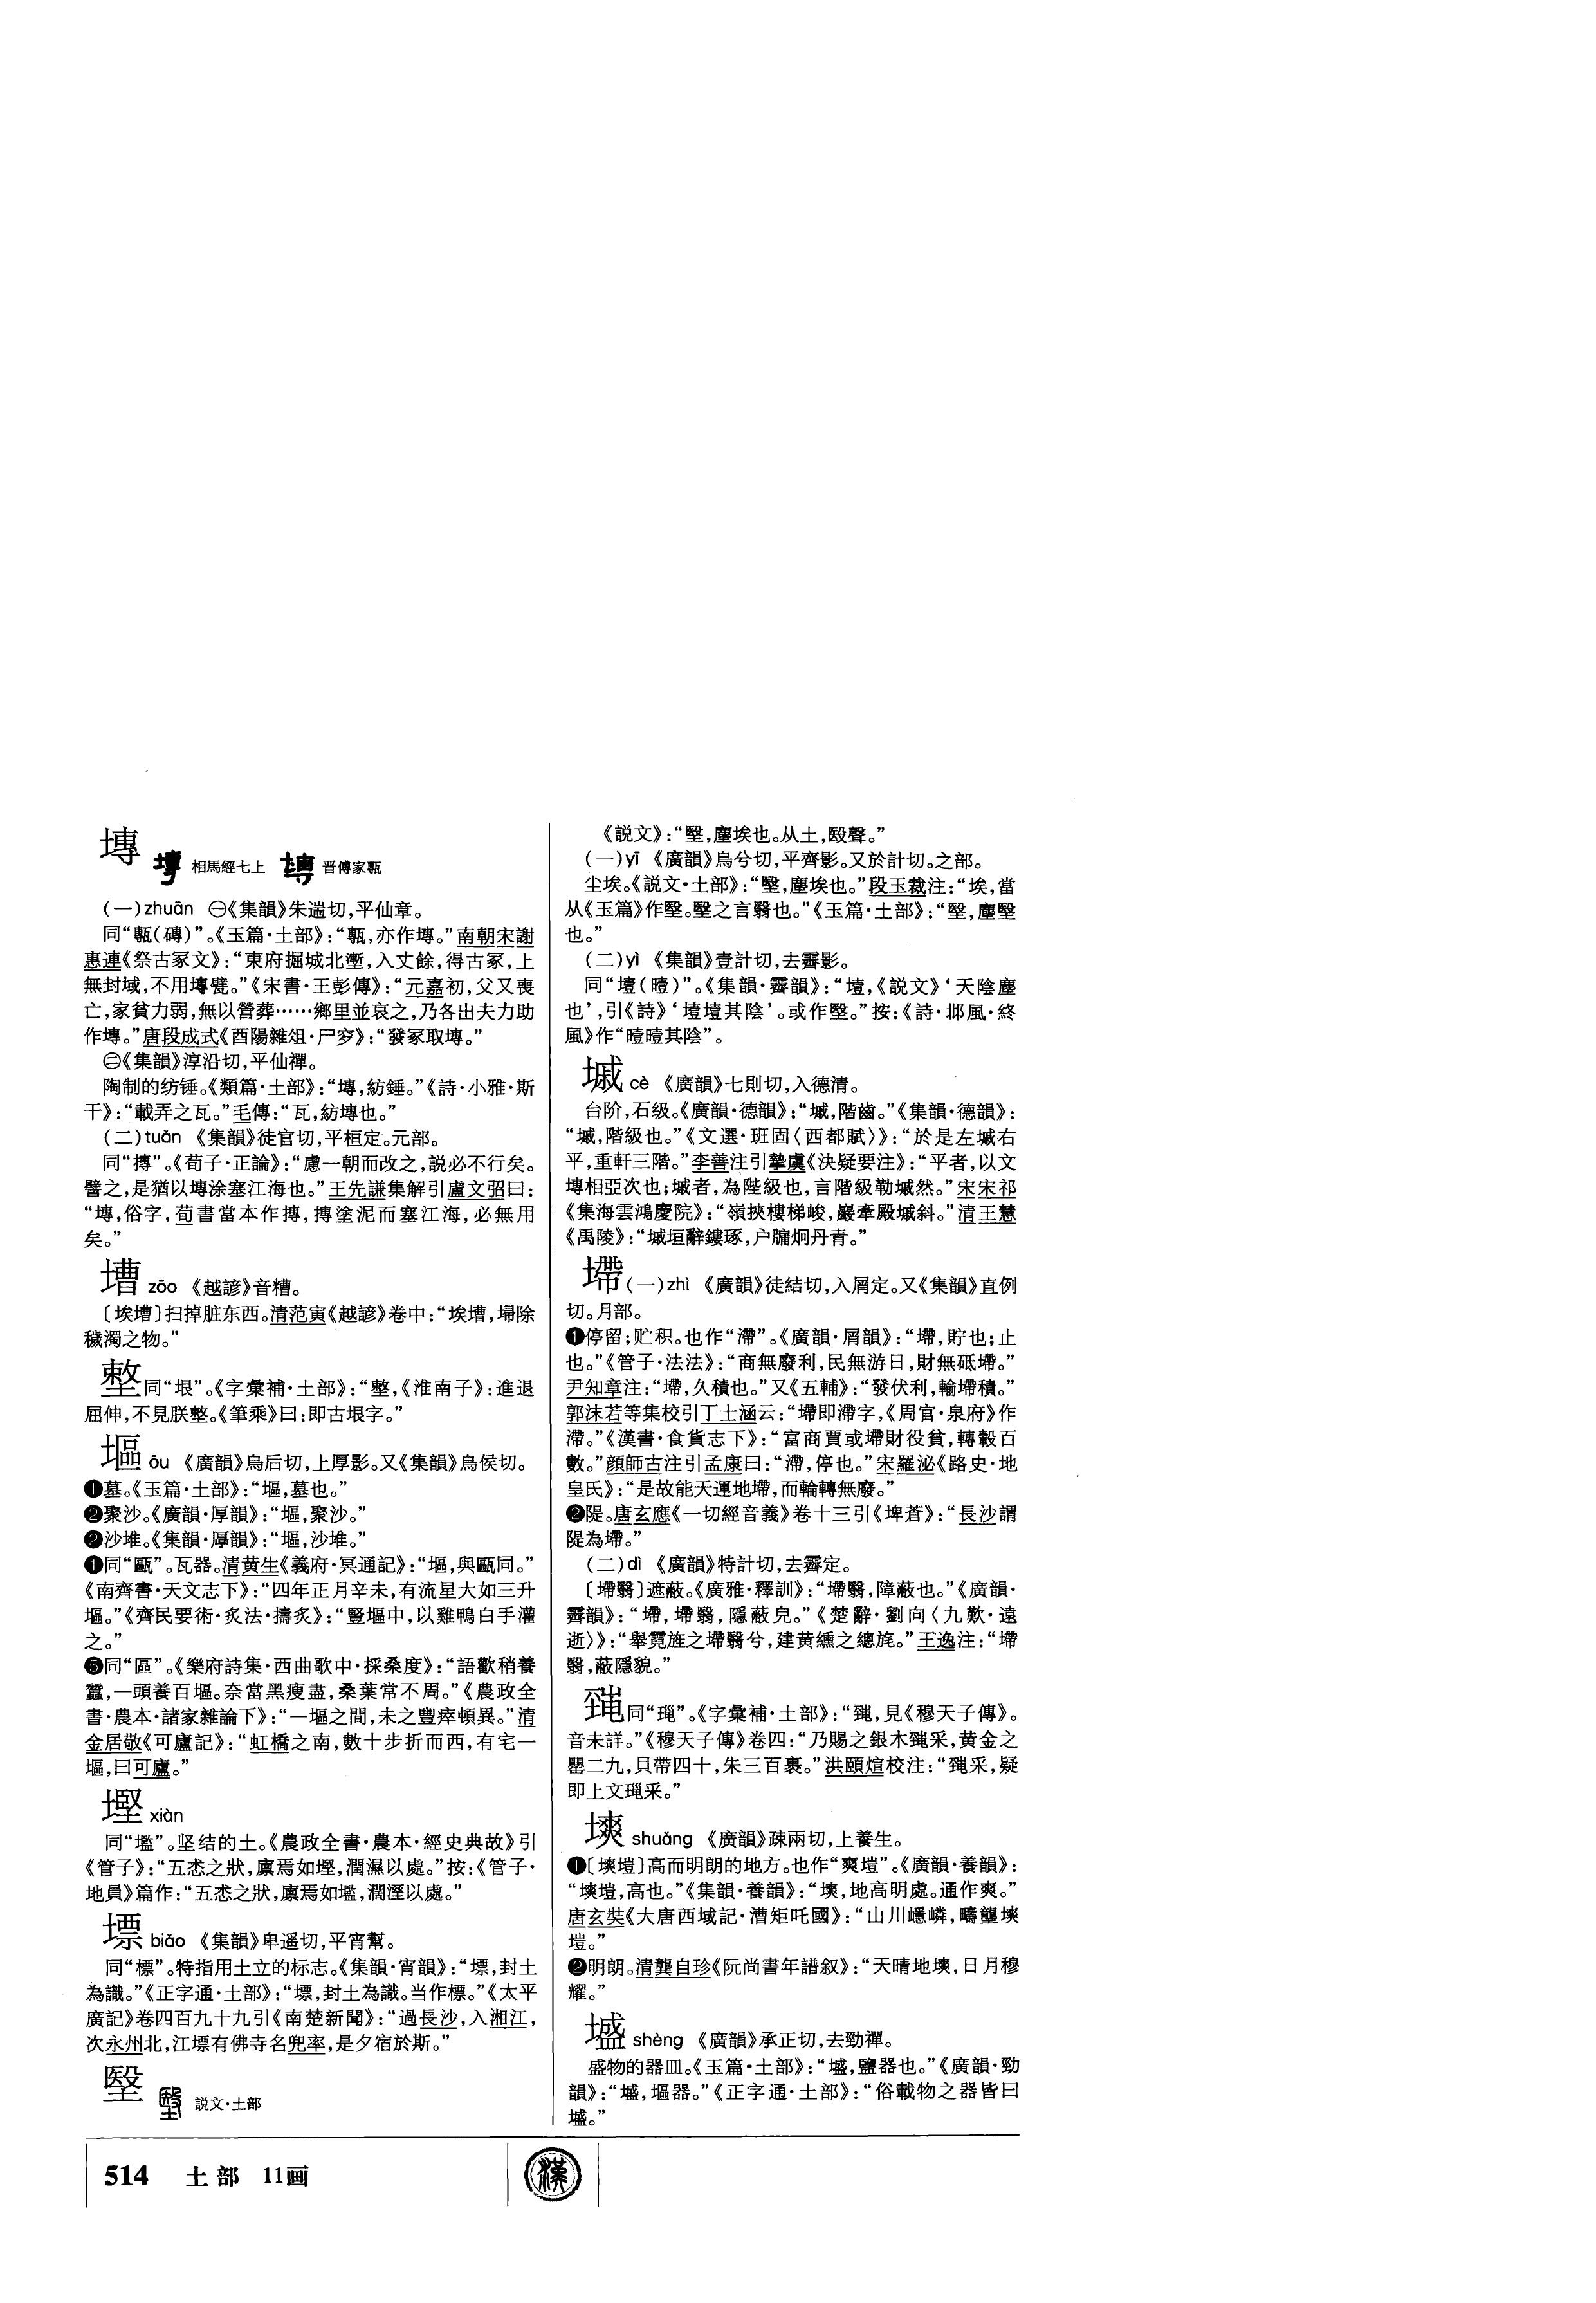 塼 相馬經七上 晋傅家甎
(一)zhuān ㊀《集韻》朱遄切,平仙章。
同“甎(磚)”。《玉篇·土部》:“甎,亦作塼。”南朝宋謝
惠連《祭古冢文》:“東府掘城北壍,入丈餘,得古冢,上
無封域,不用塼甓。”《宋書·王彭傳》:“元嘉初,父又喪
亡,家貧力弱,無以營葬……鄉里並哀之,乃各出夫力助
作塼。”唐段成式《酉陽雜俎·尸穸》:“發冢取塼。”
㊁《集韻》淳沿切,平仙禪。
陶制的纺锤。《類篇·土部》:“塼,紡錘。”《詩·小雅·斯
干》:“載弄之瓦。”毛傳:“瓦,紡塼也。”
(二)tuǎn 《集韻》徒官切,平桓定。元部。
同“摶”。《荀子·正論》:“慮一朝而改之,説必不行矣。
譬之,是猶以塼涂塞江海也。”王先謙集解引盧文弨曰:
“塼,俗字,荀書當本作摶,摶塗泥而塞江海,必無用
矣。”
㙮 zāo 《越諺》音糟。
〔埃㙮〕扫掉脏东西。清范寅《越諺》卷中:“埃㙮,掃除
穢濁之物。”
同“垠”。《字彙補·土部》:“《淮南子》:進退
屈伸,不見朕。《筆乘》曰:即古垠字。”
塸 ōu 《廣韻》烏后切,上厚影。又《集韻》烏侯切。
❶墓。《玉篇·土部》:“塸,墓也。”
❷聚沙。《廣韻·厚韻》:“塸,聚沙。”
❷沙堆。《集韻·厚韻》:“塸,沙堆。”
❶同“甌”。瓦器。清黄生《義府·冥通記》:“塸,與甌同。”
《南齊書·天文志下》:“四年正月辛未,有流星大如三升
塸。”《齊民要術·炙法·擣炙》:“豎塸中,以雞鴨白手灌
之。”
❺同“區”。《樂府詩集·西曲歌中·採桑度》:“語歡稍養
蠶,一頭養百塸。奈當黑瘦盡,桑葉常不周。”《農政全
書·農本·諸家雜論下》:“一塸之間,未之豐瘁頓異。”清
金居敬《可廬記》:“虹橋之南,數十步折而西,有宅一
塸,曰可廬。”
xiàn
同“壏”。坚结的土。《農政全書·農本·經史典故》引
《管子》:“五怸之狀,廪焉如,潤濕以處。”按:《管子·
地員》篇作:“五怸之狀,廪焉如壏,潤溼以處。”
墂 biāo 《集韻》卑遥切,平宵幫。
同“標”。特指用土立的标志。《集韻·宵韻》:“墂,封土
為識。”《正字通·土部》:“墂,封土為識。当作標。”《太平
廣記》卷四百九十九引《南楚新聞》:“過長沙,入湘江,
次永州北,江墂有佛寺名兜率,是夕宿於斯。”
墍 説文·土部
《説文》:“塵埃也。从土,殹聲。”
(一)yī 《廣韻》烏兮切,平齊影。又於計切。之部。
尘埃。《説文·土部》:“塵埃也。”段玉裁注:“埃,當
从《玉篇》作。之言翳也。”《玉篇·土部》:“塵
也。”
(二)yì 《集韻》壹計切,去霽影。
同“墤(曀)”。《集韻·霽韻》:“《説文》‘天陰塵
也’,引《詩》‘其陰’。或作。”按:《詩·邶風·終
風》作“曀曀其陰”。
墄 cè 《廣韻》七則切,入德清。
台阶,石级。《廣韻·德韻》:“墄,階齒。”《集韻·德韻》:
“墄,階級也。”《文選·班固〈西都賦〉》:“於是左墄右
平,重軒三階。”李善注引摯虞《決疑要注》:“平者,以文
塼相亞次也;墄者,為陛級也,言階級勒墄然。”宋宋祁
《集海雲鴻慶院》:“嶺挾樓梯峻,巖牽殿墄斜。”清王慧
《禹陵》:“墄垣辭鏤琢,户牖炯丹青。”
墆(一)zhì 《廣韻》徒結切,入屑定。又《集韻》直例
切。月部。
❶停留;贮积。也作“滯”。《廣韻·屑韻》:“墆,貯也;止
也。”《管子·法法》:“商無廢利,民無游日,財無砥墆。”
尹知章注:“墆,久積也。”又《五輔》:“發伏利,輸墆積。”
郭沫若等集校引丁士涵云:“墆即滯字,《周官·泉府》作
滯。”《漢書·食貨志下》:“富商賈或墆財役貧,轉轂百
數。”顔師古注引孟康曰:“滯,停也。”宋羅泌《路史·地
皇氏》:“是故能天運地墆,而輪轉無廢。”
❷隄。唐玄應《一切經音義》卷十三引《埤蒼》:“長沙謂
隄為墆。”
(二)dì 《廣韻》特計切,去霽定。
〔墆翳〕遮蔽。《廣雅·釋訓》:“墆翳,障蔽也。”《廣韻·
霽韻》:“墆,墆翳,隱蔽皃。”《楚辭·劉向〈九歎·遠
逝〉》:“舉霓旌之墆翳兮,建黄纁之總旄。”王逸注:“墆
翳,蔽隱貌。”
同“”。《字彙補·土部》:“見《穆天子傳》。
音未詳。”《穆天子傳》卷四:“乃賜之銀木采,黄金之
罌二九,貝帶四十,朱三百裹。”洪頤煊校注:“采,疑
即上文采。”
塽 shuǎng 《廣韻》疎兩切,上養生。
❶〔塽塏〕高而明朗的地方。也作“爽塏”。《廣韻·養韻》:
“塽塏,高也。”《集韻·養韻》:“塽,地高明處。通作爽。”
唐玄奘《大唐西域記·漕矩吒國》:“山川嶾嶙,疇壟塽
塏。”
❷明朗。清龔自珍《阮尚書年譜叙》:“天晴地塽,日月穆
耀。”
墭 shèng 《廣韻》承正切,去勁禪。
盛物的器皿。《玉篇·土部》:“墭,鹽器也。”《廣韻·勁
韻》:“墭,塸器。”《正字通·土部》:“俗載物之器皆曰
墭。”
514 土部 11画
漢